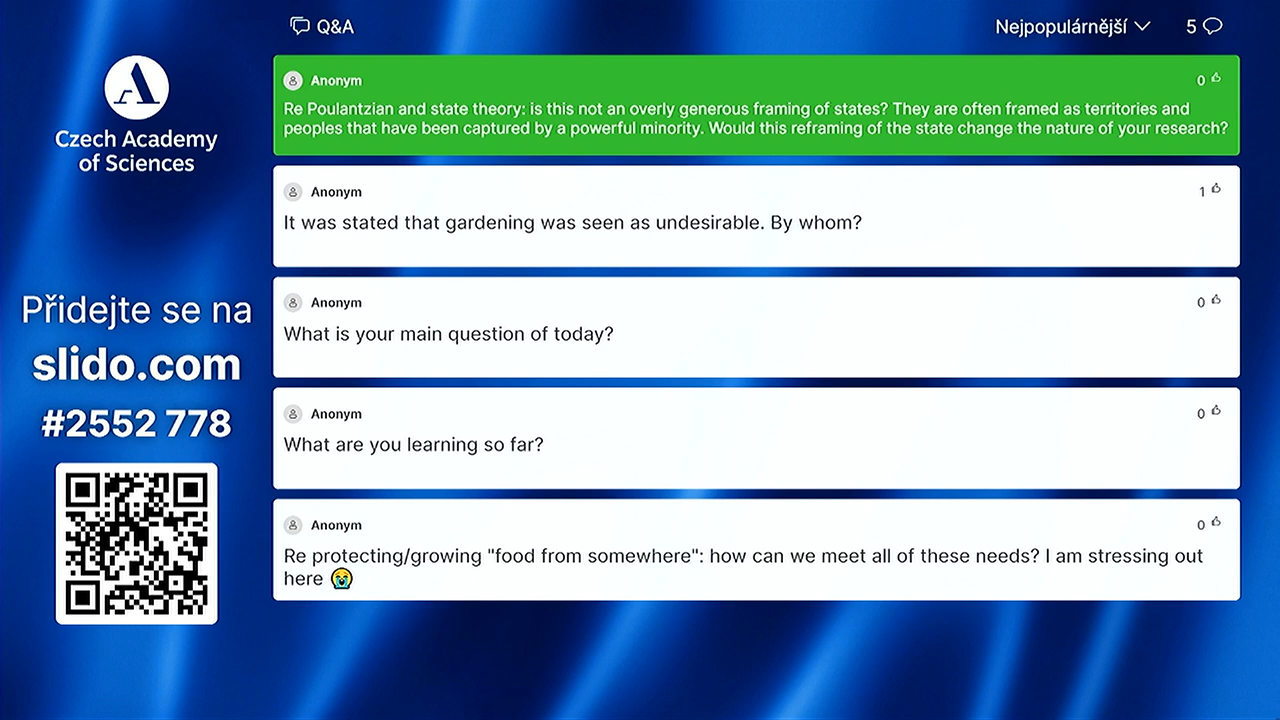 Q&A
Nejpopulárnější
5
Czech Academy
of Sciences
Přidejte se na
slido.com
#2552 778
Anonym
0
Re Poulantzian and state theory: is this not an overly generous framing of states? They are often framed as territories and
peoples that have been captured by a powerful minority. Would this reframing of the state change the nature of your research?
Anonym
1
It was stated that gardening was seen as undesirable. By whom?
Anonym
0
What is your main question of today?
Anonym
0
What are you learning so far?
Anonym
0
Re protecting/growing "food from somewhere": how can we meet all of these needs? I am stressing out
here 😭